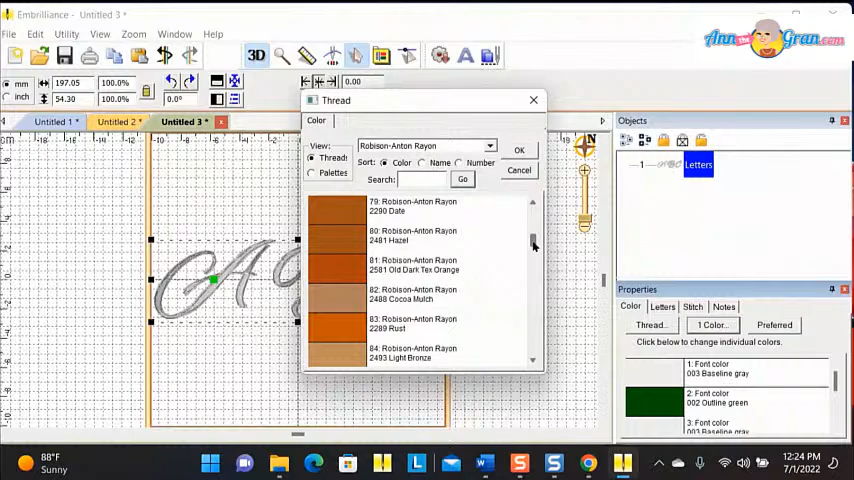 Embrilliance - Untitled 3 *
File Edit Utility View Zoom Window Help
Ann the Gran.com
3D
mm
inch
197.05 100.0%
54.30 100.0%
0.0°
0.00
Untitled 1 * Untitled 2 * Untitled 3 *
Thread
Color
View:
Robison-Anton Rayon
Threads
Palettes
Sort: Color Name Number
Search:
Go
OK
Cancel
79: Robison-Anton Rayon
2290 Date
80: Robison-Anton Rayon
2481 Hazel
81: Robison-Anton Rayon
2581 Old Dark Tex Orange
82: Robison-Anton Rayon
2488 Cocoa Mulch
83: Robison-Anton Rayon
2289 Rust
84: Robison-Anton Rayon
2493 Light Bronze
Objects
N
1 ABC Letters
Properties
Color Letters Stitch Notes
Thread... 1 Color... Preferred
Click below to change individual colors.
1: Font color
003 Baseline gray
2: Font color
002 Outline green
3: Font color
003 Baseline gray
88°F
Sunny
12:24 PM
7/1/2022